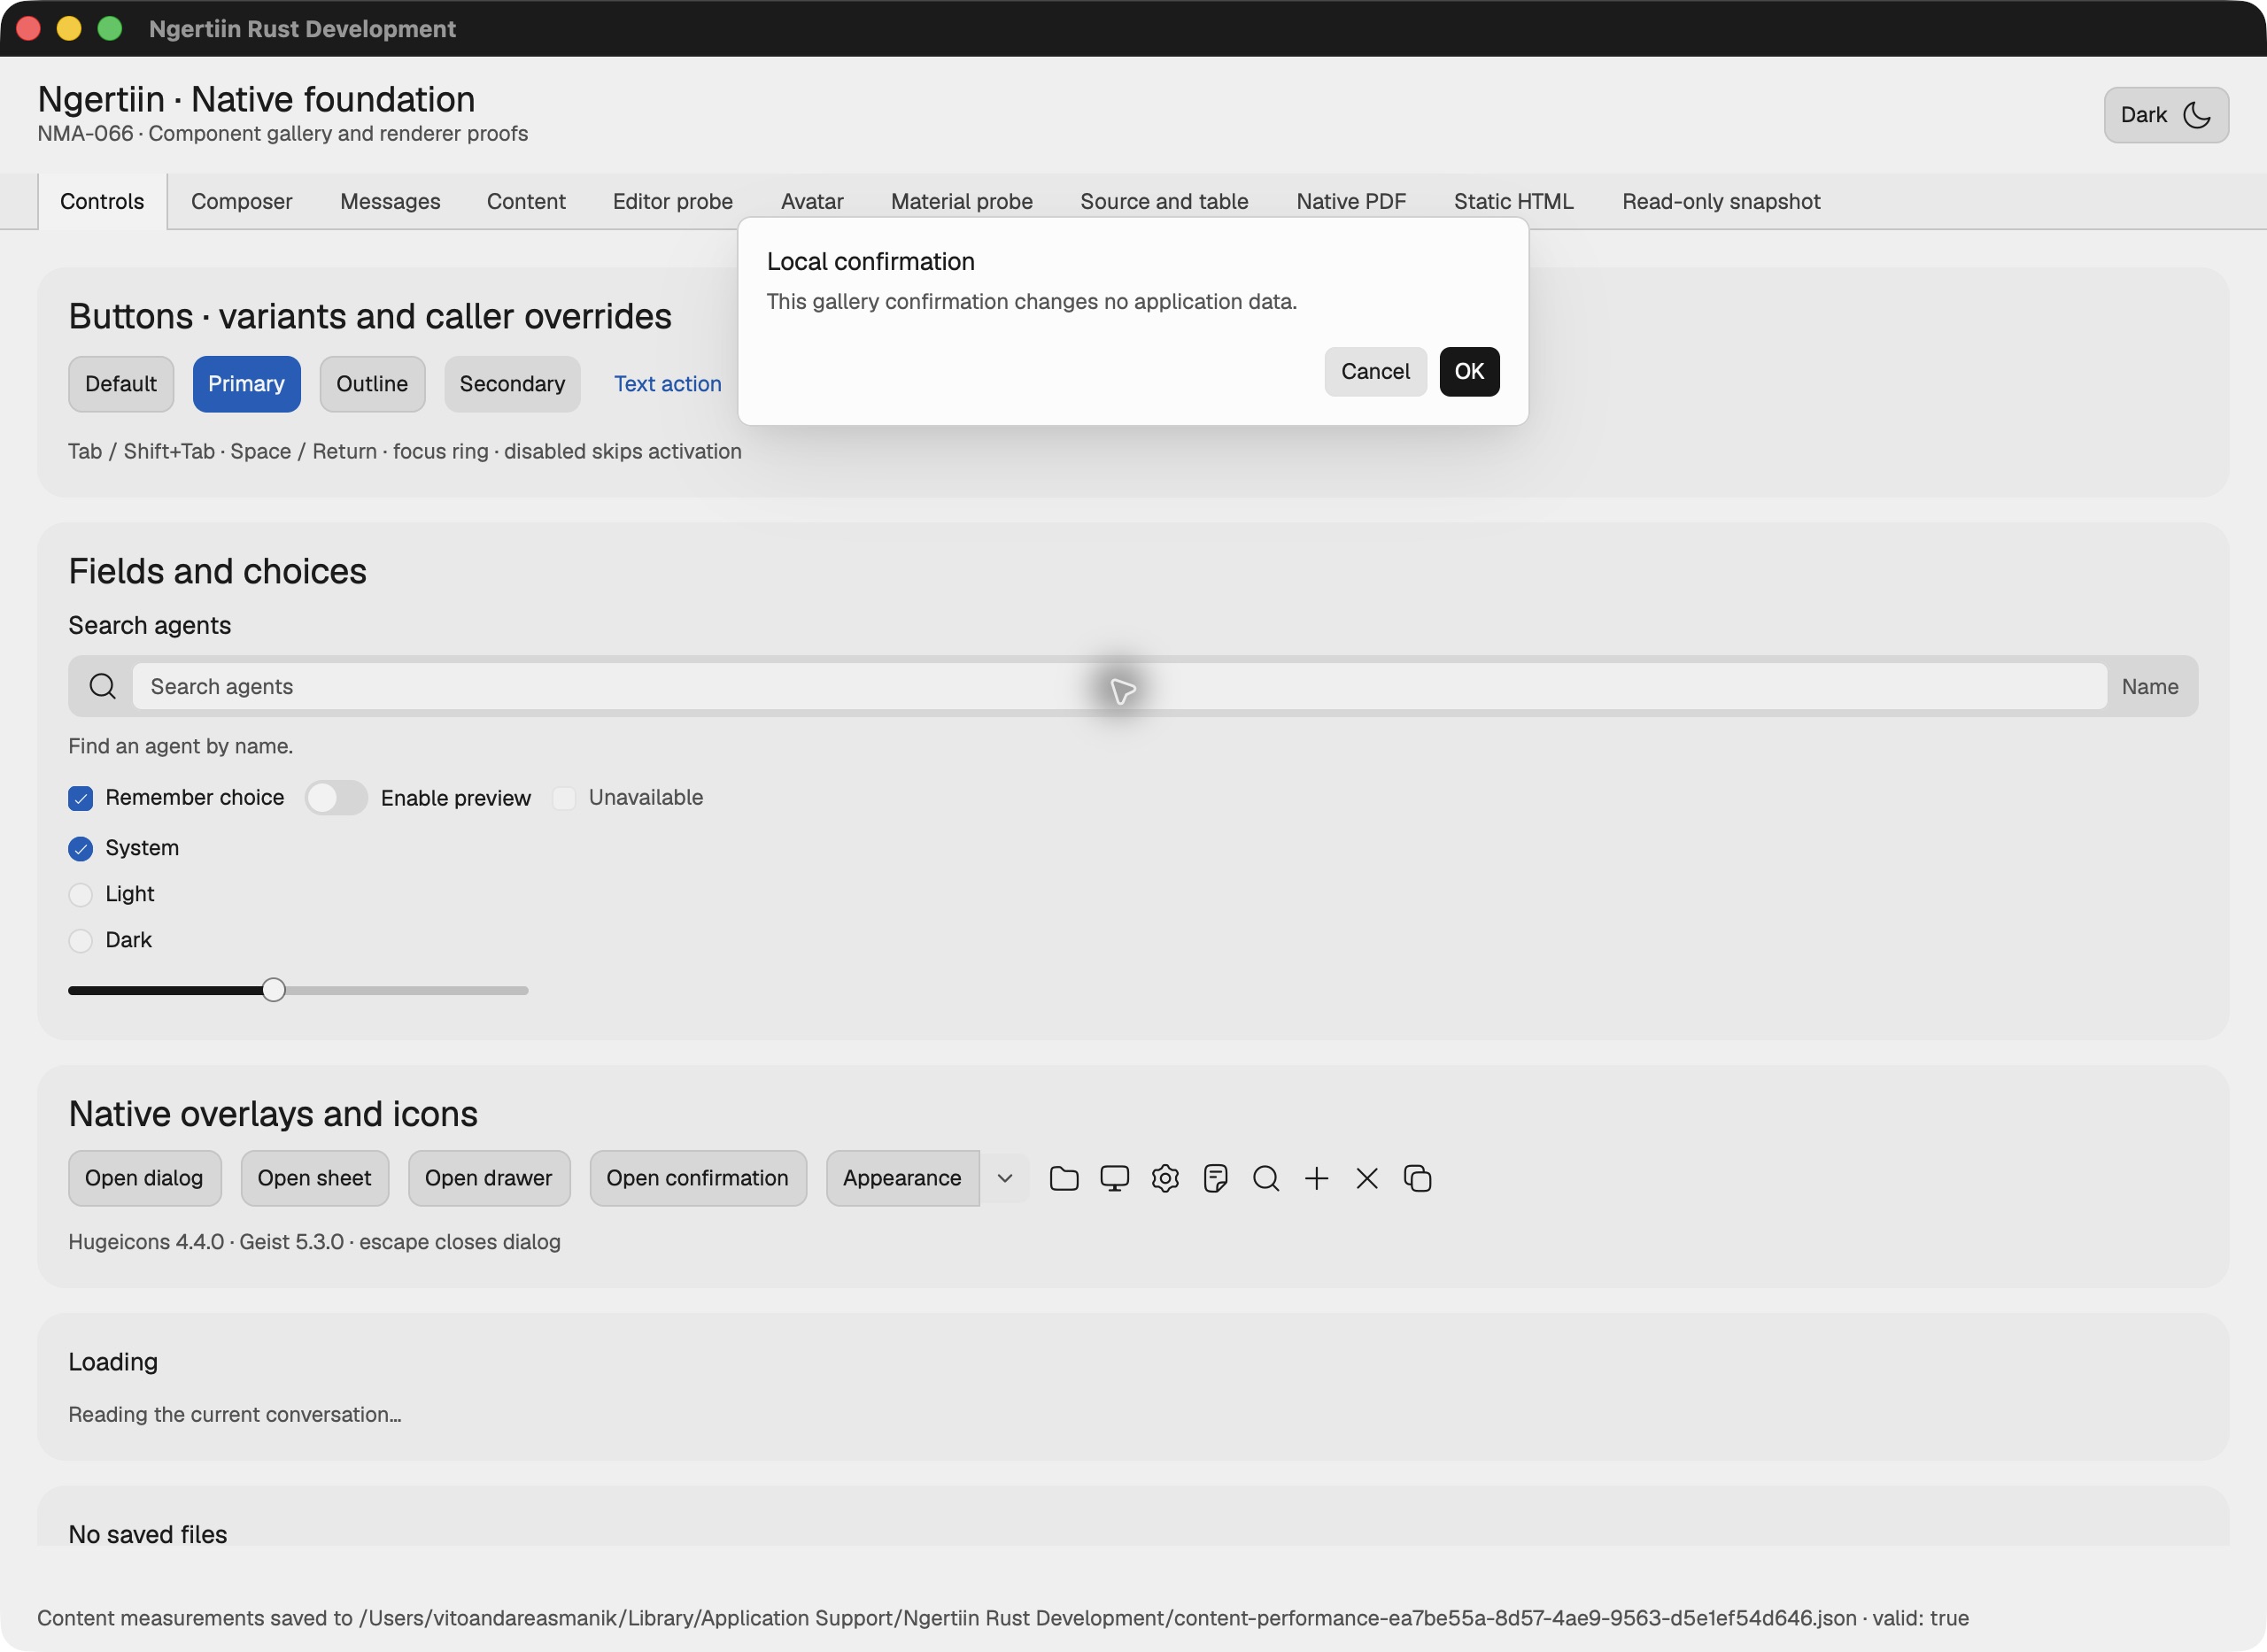 Ngertiin Rust Development
Ngertiin · Native foundation
NMA-066 · Component gallery and renderer proofs
Dark
Controls Composer Messages Content Editor probe Avatar Material probe Source and table Native PDF Static HTML Read-only snapshot
Local confirmation
This gallery confirmation changes no application data.
Cancel OK
Buttons · variants and caller overrides
Default Primary Outline Secondary Text action
Tab / Shift+Tab · Space / Return · focus ring · disabled skips activation
Fields and choices
Search agents
Search agents Name
Find an agent by name.
Remember choice Enable preview Unavailable
System
Light
Dark
Native overlays and icons
Open dialog Open sheet Open drawer Open confirmation Appearance
Hugeicons 4.4.0 · Geist 5.3.0 · escape closes dialog
Loading
Reading the current conversation…
No saved files
Content measurements saved to /Users/vitoandareasmanik/Library/Application Support/Ngertiin Rust Development/content-performance-ea7be55a-8d57-4ae9-9563-d5e1ef54d646.json · valid: true